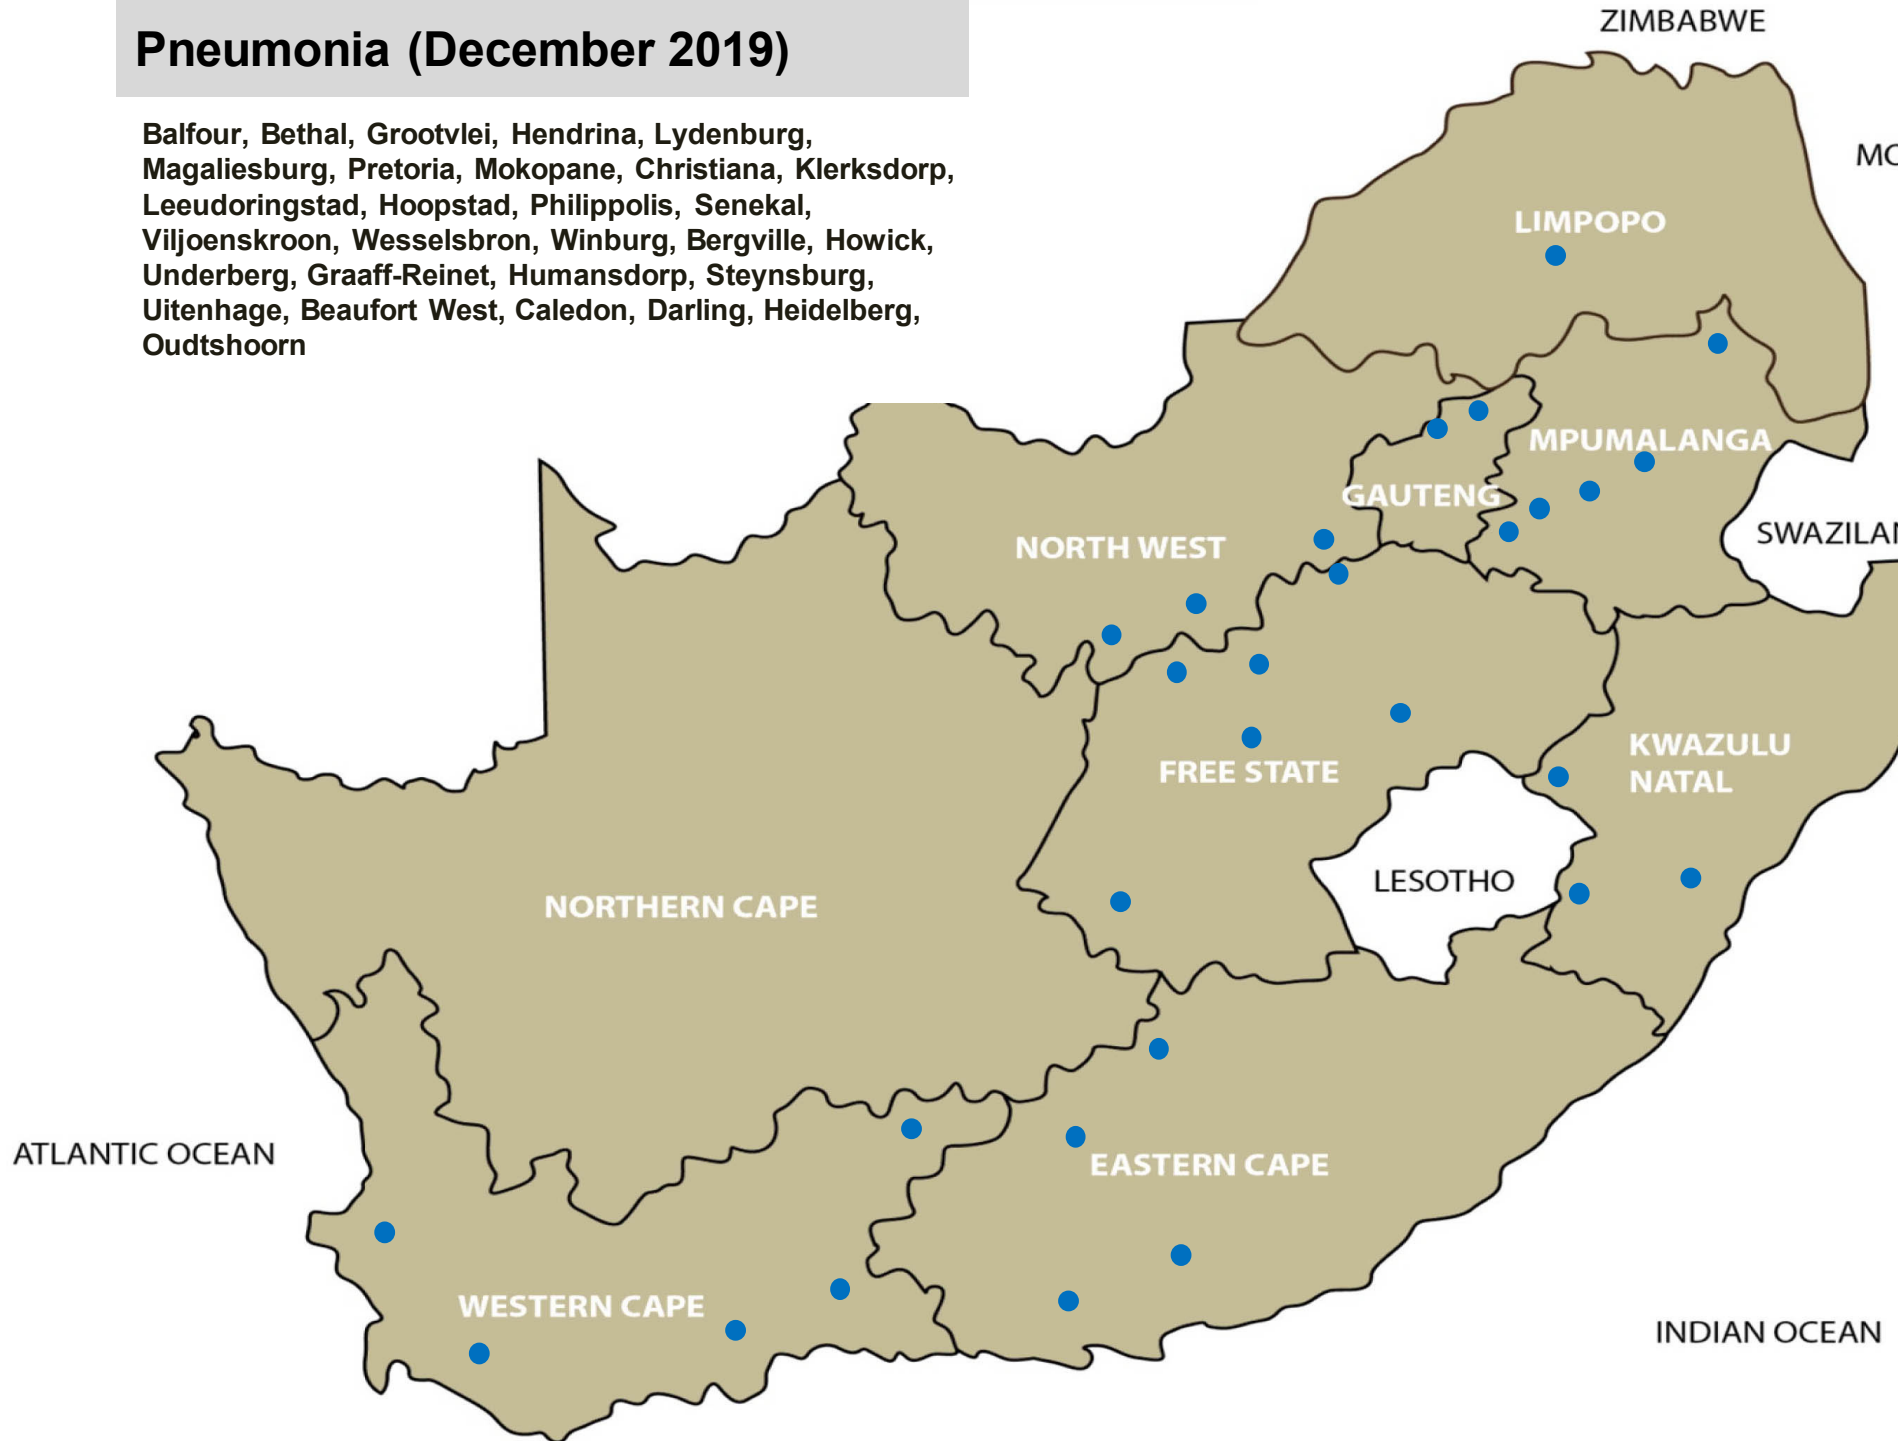 Pneumonia (December 2019)
Balfour, Bethal, Grootvlei, Hendrina, Lydenburg,
Magaliesburg, Pretoria, Mokopane, Christiana, Klerksdorp,
Leeudoringstad, Hoopstad, Philippolis, Senekal,
Viljoenskroon, Wesselsbron, Winburg, Bergville, Howick,
Underberg, Graaff-Reinet, Humansdorp, Steynsburg,
Uitenhage, Beaufort West, Caledon, Darling, Heidelberg,
Oudtshoorn
ZIMBABWE
MO
LIMPOPO
MPUMALANGA
GAUTENG
SWAZILAN
NORTH WEST
KWAZULU
NATAL
FREE STATE
LESOTHO
NORTHERN CAPE
ATLANTIC OCEAN
EASTERN CAPE
WESTERN CAPE
INDIAN OCEAN